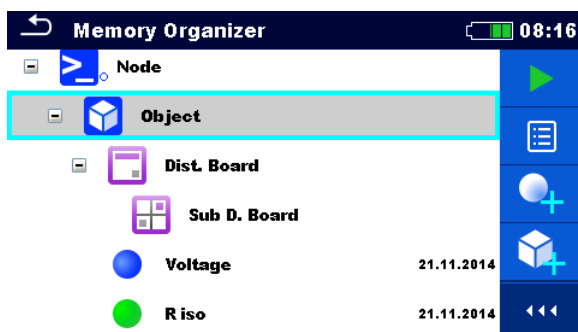 Memory Organizer 08:16
Node
Object
Dist. Board
Sub D. Board
Voltage 21.11.2014
R iso 21.11.2014